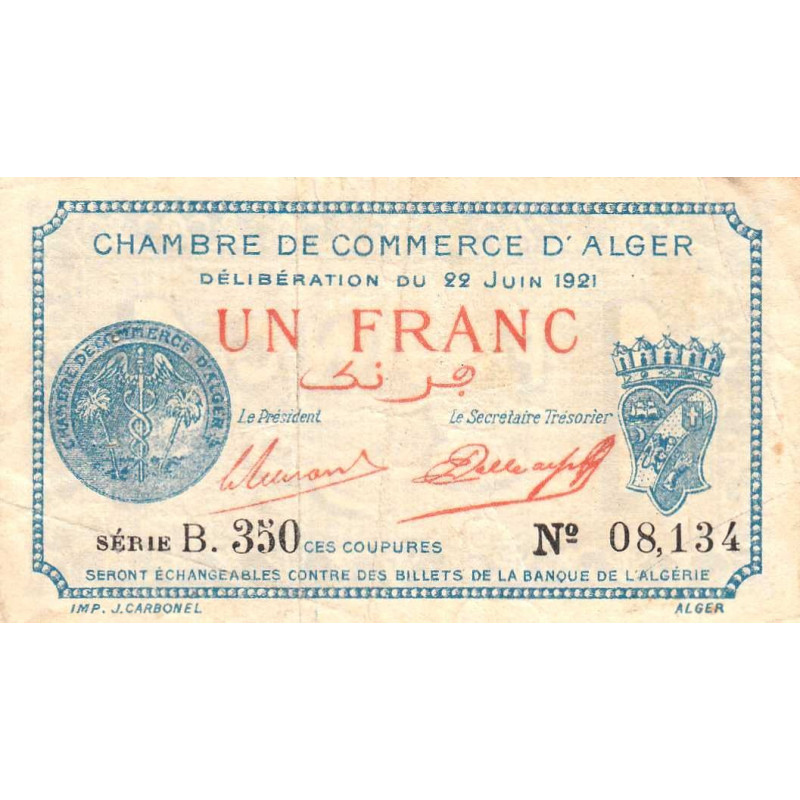 CHAMBRE DE COMMERCE D'ALGER
DÉLIBÉRATION DU 22 JUIN 1921
UN FRANC
فرنك
CHAMBRE DE COMMERCE D'ALGER
Le Président
Le Secrétaire Trésorier
SÉRIE B. 350 CES COUPURES Nº 08,134
SERONT ÉCHANGEABLES CONTRE DES BILLETS DE LA BANQUE DE L'ALGÉRIE
IMP. J. CARBONEL ALGER